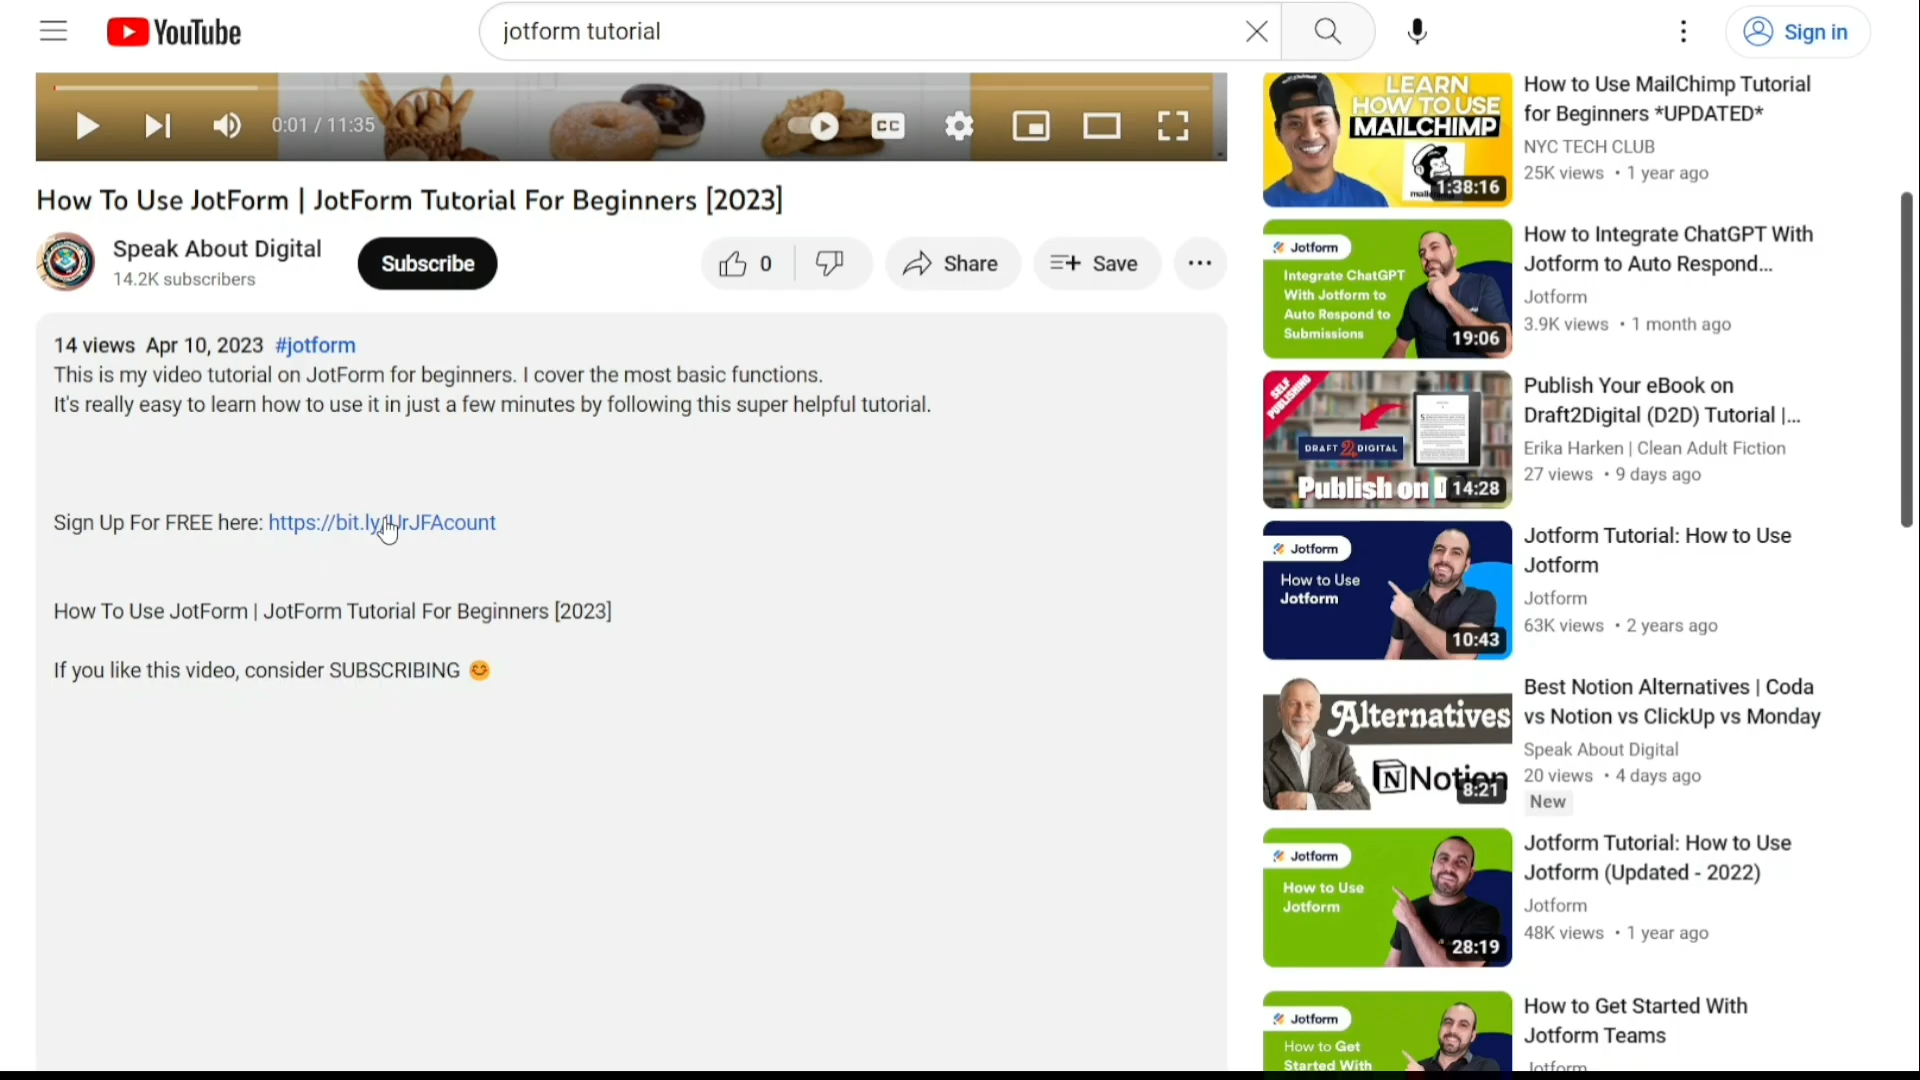 YouTube
jotform tutorial
Sign in
0:01 / 11:35
CC
How To Use JotForm | JotForm Tutorial For Beginners [2023]
Speak About Digital
14.2K subscribers
Subscribe
0
Share
Save
14 views Apr 10, 2023 #jotform
This is my video tutorial on JotForm for beginners. I cover the most basic functions.
It's really easy to learn how to use it in just a few minutes by following this super helpful tutorial.
Sign Up For FREE here: https://bit.ly/UrJFAcount
How To Use JotForm | JotForm Tutorial For Beginners [2023]
If you like this video, consider SUBSCRIBING 😊
LEARN
HOW TO USE
MAILCHIMP
1:38:16
How to Use MailChimp Tutorial
for Beginners *UPDATED*
NYC TECH CLUB
25K views • 1 year ago
Jotform
Integrate ChatGPT
With Jotform to
Auto Respond to
Submissions
19:06
How to Integrate ChatGPT With
Jotform to Auto Respond...
Jotform
3.9K views • 1 month ago
SELF
PUBLISHING
DRAFT 2 DIGITAL
Publish on D
14:28
Publish Your eBook on
Draft2Digital (D2D) Tutorial |...
Erika Harken | Clean Adult Fiction
27 views • 9 days ago
Jotform
How to Use
Jotform
10:43
Jotform Tutorial: How to Use
Jotform
Jotform
63K views • 2 years ago
Alternatives
Notion
8:21
Best Notion Alternatives | Coda
vs Notion vs ClickUp vs Monday
Speak About Digital
20 views • 4 days ago
New
Jotform
How to Use
Jotform
28:19
Jotform Tutorial: How to Use
Jotform (Updated - 2022)
Jotform
48K views • 1 year ago
Jotform
How to Get
Started With
How to Get Started With
Jotform Teams
Jotform